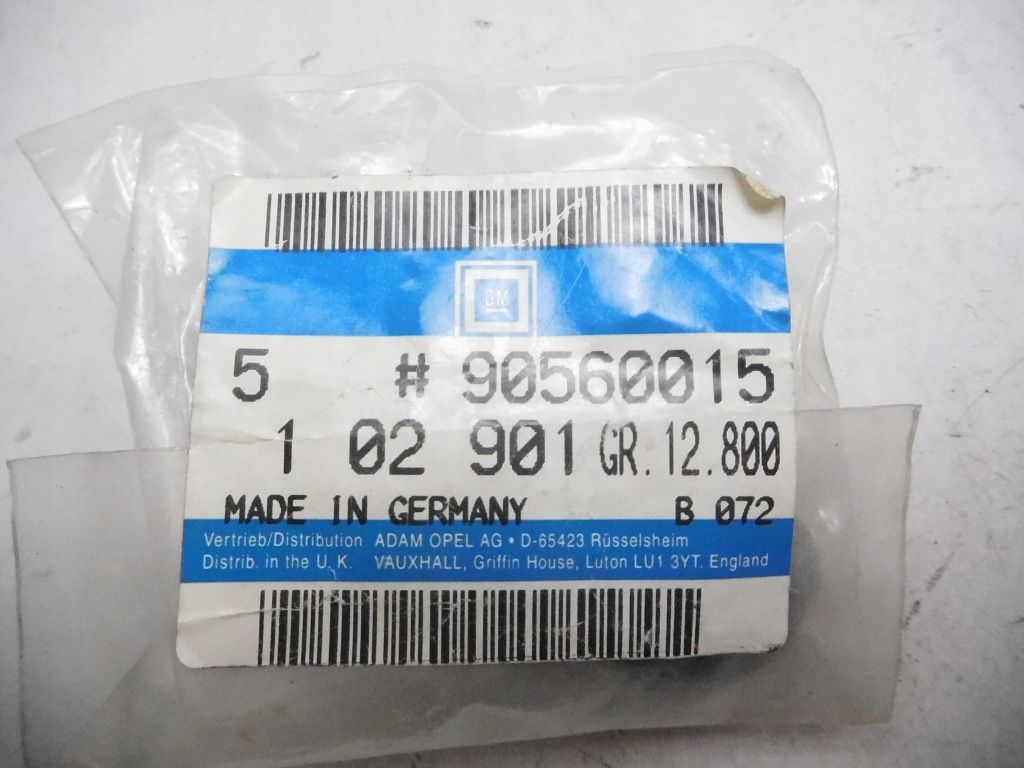 GM
5 # 90560015
1 02 901 GR. 12.800
MADE IN GERMANY B 072
Vertrieb/Distribution ADAM OPEL AG • D-65423 Rüsselsheim
Distrib. in the U. K. VAUXHALL, Griffin House, Luton LU1 3YT. England